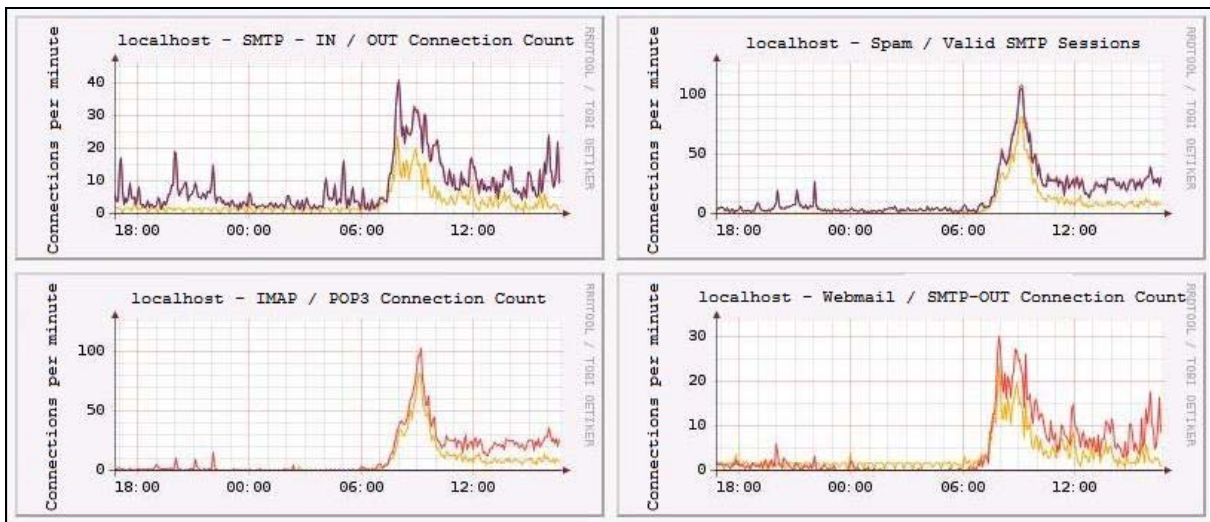 localhost - SMTP - IN / OUT Connection Count
Connections per minute
RRDTOOL / TOBI OETIKER
40
30
20
10
0
18:00 00:00 06:00 12:00
localhost - Spam / Valid SMTP Sessions
Connections per minute
RRDTOOL / TOBI OETIKER
100
50
0
18:00 00:00 06:00 12:00
localhost - IMAP / POP3 Connection Count
Connections per minute
RRDTOOL / TOBI OETIKER
100
50
0
18:00 00:00 06:00 12:00
localhost - Webmail / SMTP-OUT Connection Count
Connections per minute
RRDTOOL / TOBI OETIKER
30
20
10
0
18:00 00:00 06:00 12:00